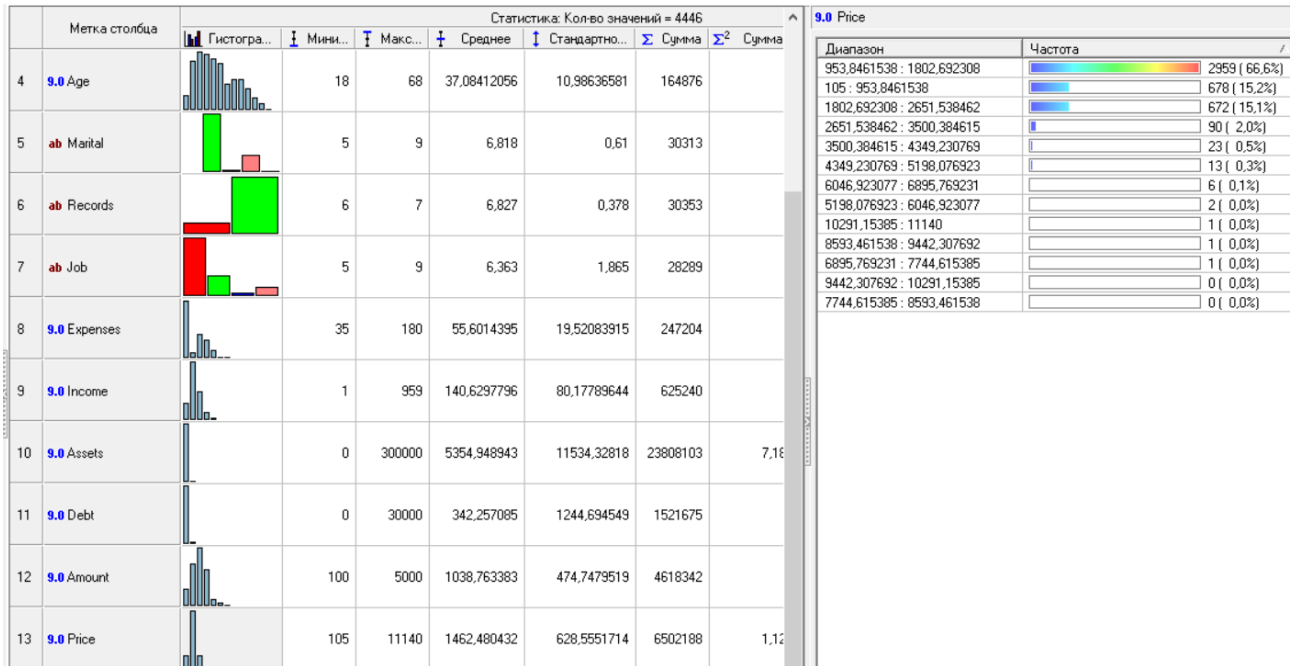 Статистика: Кол-во значений = 4446
Метка столбца Гистогра... Мини... Макс... Среднее Стандартно... Σ Сумма Σ² Сумма
4 9.0 Age 18 68 37,08412056 10,98636581 164876
5 ab Marital 5 9 6,818 0,61 30313
6 ab Records 6 7 6,827 0,378 30353
7 ab Job 5 9 6,363 1,865 28289
8 9.0 Expenses 35 180 55,6014395 19,52083915 247204
9 9.0 Income 1 959 140,6297796 80,17789644 625240
10 9.0 Assets 0 300000 5354,948943 11534,32818 23808103 7,18
11 9.0 Debt 0 30000 342,257085 1244,694549 1521675
12 9.0 Amount 100 5000 1038,763383 474,7479519 4618342
13 9.0 Price 105 11140 1462,480432 628,5551714 6502188 1,12
9.0 Price
Диапазон Частота /
953,8461538 : 1802,692308 2959 ( 66,6%)
105 : 953,8461538 678 ( 15,2%)
1802,692308 : 2651,538462 672 ( 15,1%)
2651,538462 : 3500,384615 90 ( 2,0%)
3500,384615 : 4349,230769 23 ( 0,5%)
4349,230769 : 5198,076923 13 ( 0,3%)
6046,923077 : 6895,769231 6 ( 0,1%)
5198,076923 : 6046,923077 2 ( 0,0%)
10291,15385 : 11140 1 ( 0,0%)
8593,461538 : 9442,307692 1 ( 0,0%)
6895,769231 : 7744,615385 1 ( 0,0%)
9442,307692 : 10291,15385 0 ( 0,0%)
7744,615385 : 8593,461538 0 ( 0,0%)